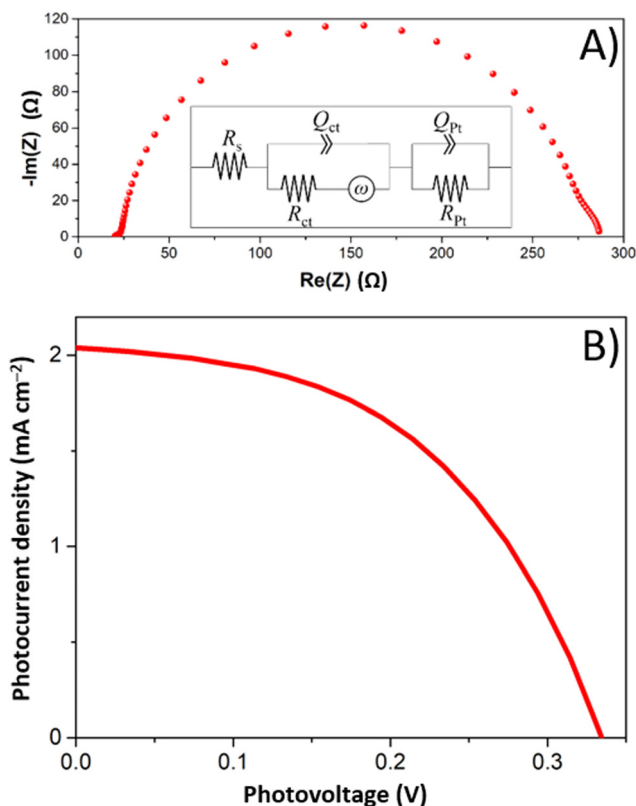 A)
-Im(Z) (Ω)
120
100
80
60
40
20
0
R_s
Q_ct
Q_Pt
R_ct
ω
R_Pt
0 50 100 150 200 250 300
Re(Z) (Ω)
B)
Photocurrent density (mA cm⁻²)
2
1
0
0.0 0.1 0.2 0.3
Photovoltage (V)